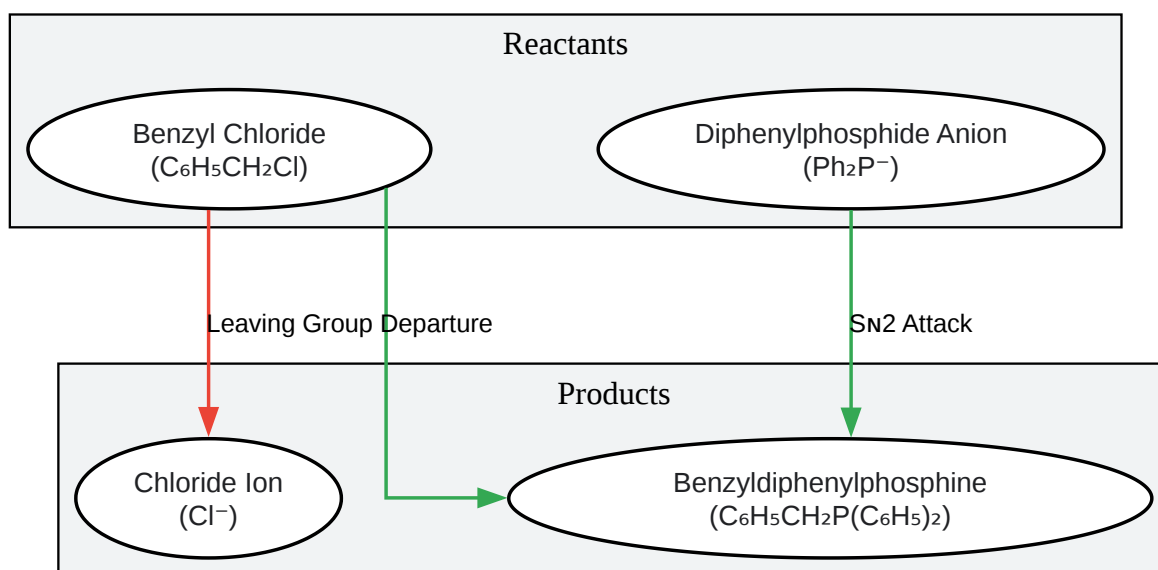 Reactants
Benzyl Chloride
(C₆H₅CH₂Cl)
Diphenylphosphide Anion
(Ph₂P⁻)
Leaving Group Departure
Sɴ2 Attack
Products
Chloride Ion
(Cl⁻)
Benzyldiphenylphosphine
(C₆H₅CH₂P(C₆H₅)₂)